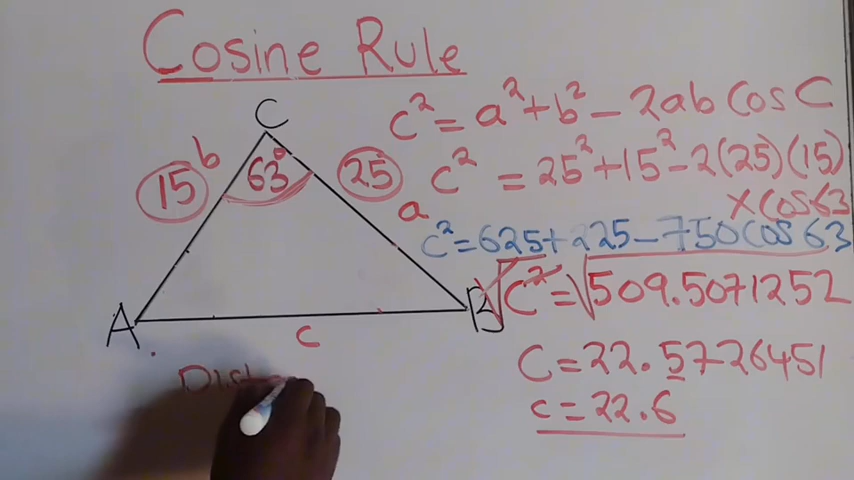 Cosine Rule
C
c² = a² + b² - 2ab Cos C
b
15
63°
25
a
c² = 25² + 15² - 2(25)(15)
× Cos 63
c² = 625 + 225 - 750 Cos 63
√c² = √509.5071252
A
B
c
C = 22.5726451
c = 22.6